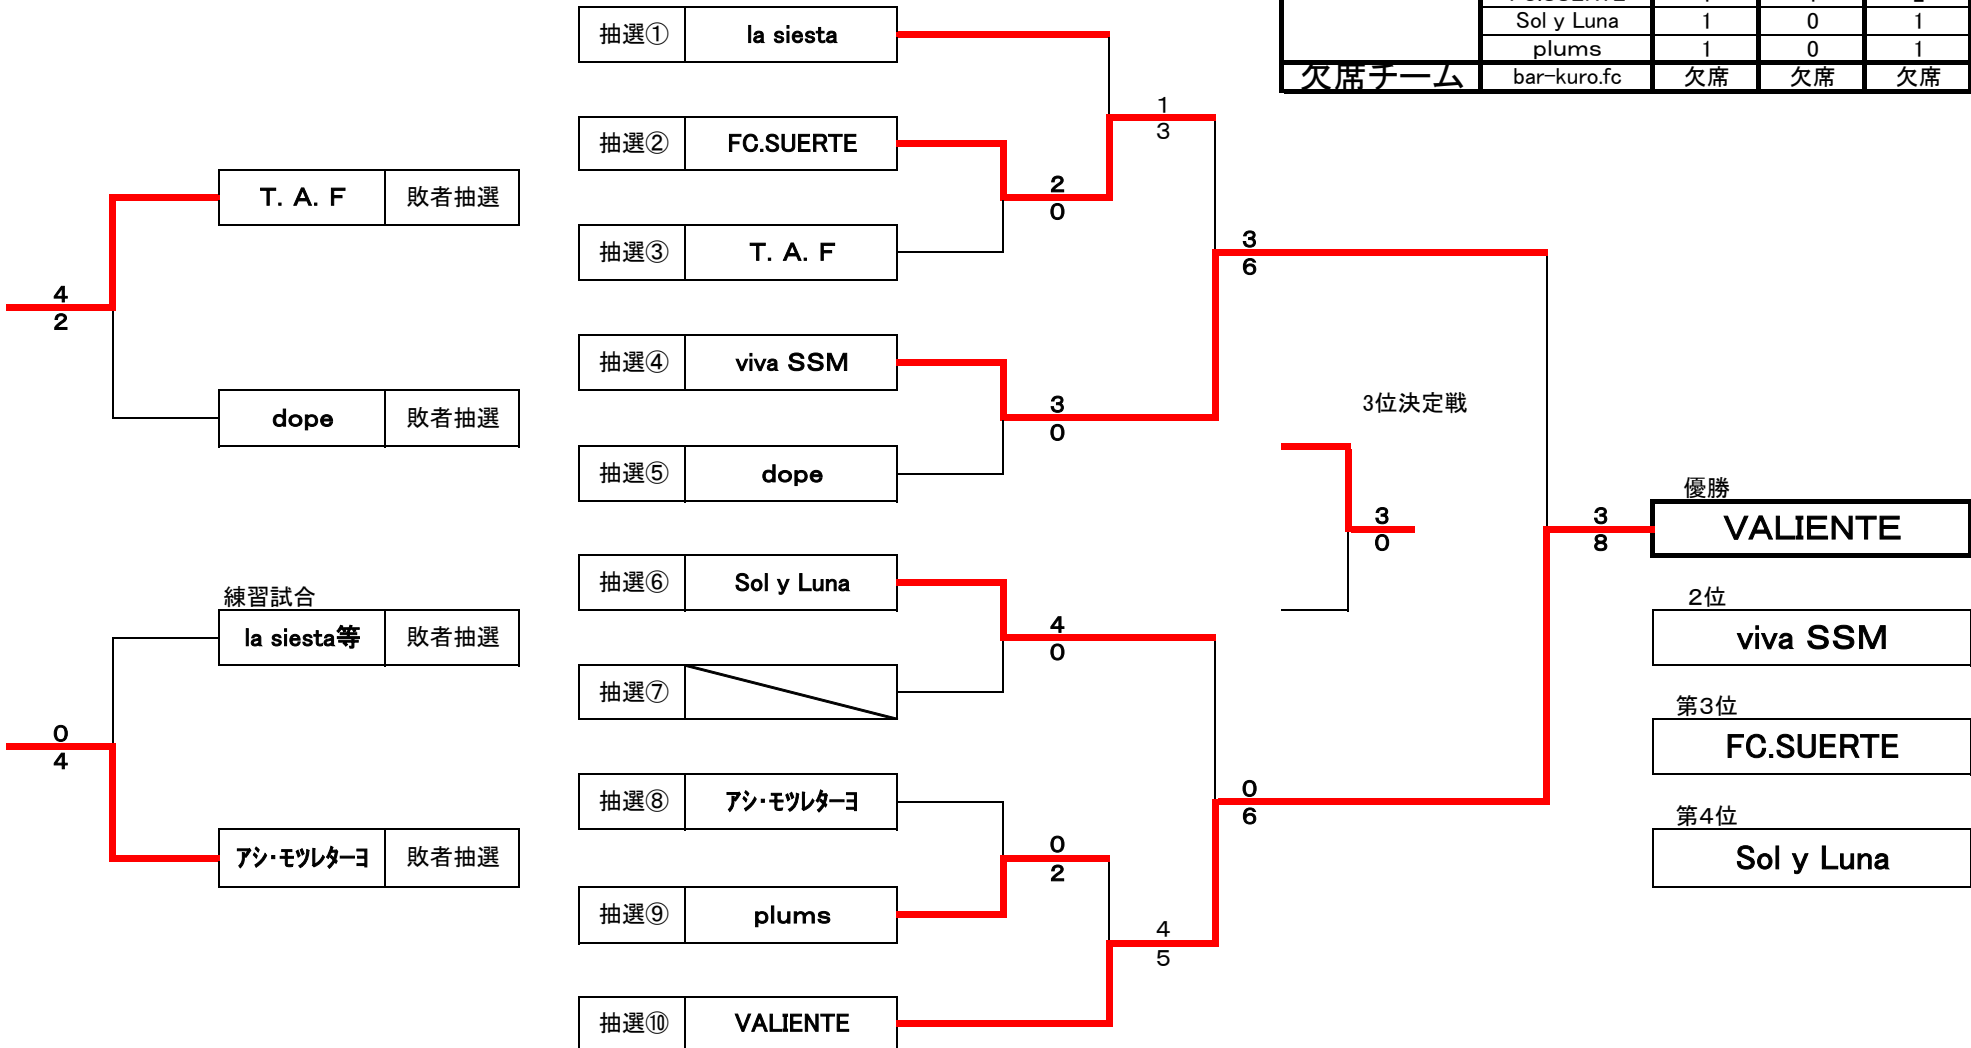 Sol y Luna 1 0 1
plums 1 0 1
欠席チーム bar-kuro.fc 欠席 欠席 欠席
抽選① la siesta
1
3
抽選② FC.SUERTE
2
0
T. A. F 敗者抽選
抽選③ T. A. F
3
6
4
2
抽選④ viva SSM
3
0
3位決定戦
dope 敗者抽選
抽選⑤ dope
優勝
VALIENTE
3
0
3
8
抽選⑥ Sol y Luna
練習試合
la siesta等 敗者抽選
4
0
2位
viva SSM
抽選⑦
第3位
FC.SUERTE
0
4
抽選⑧ アシ・モツレターヨ
0
6
第4位
Sol y Luna
アシ・モツレターヨ 敗者抽選
0
2
抽選⑨ plums
4
5
抽選⑩ VALIENTE